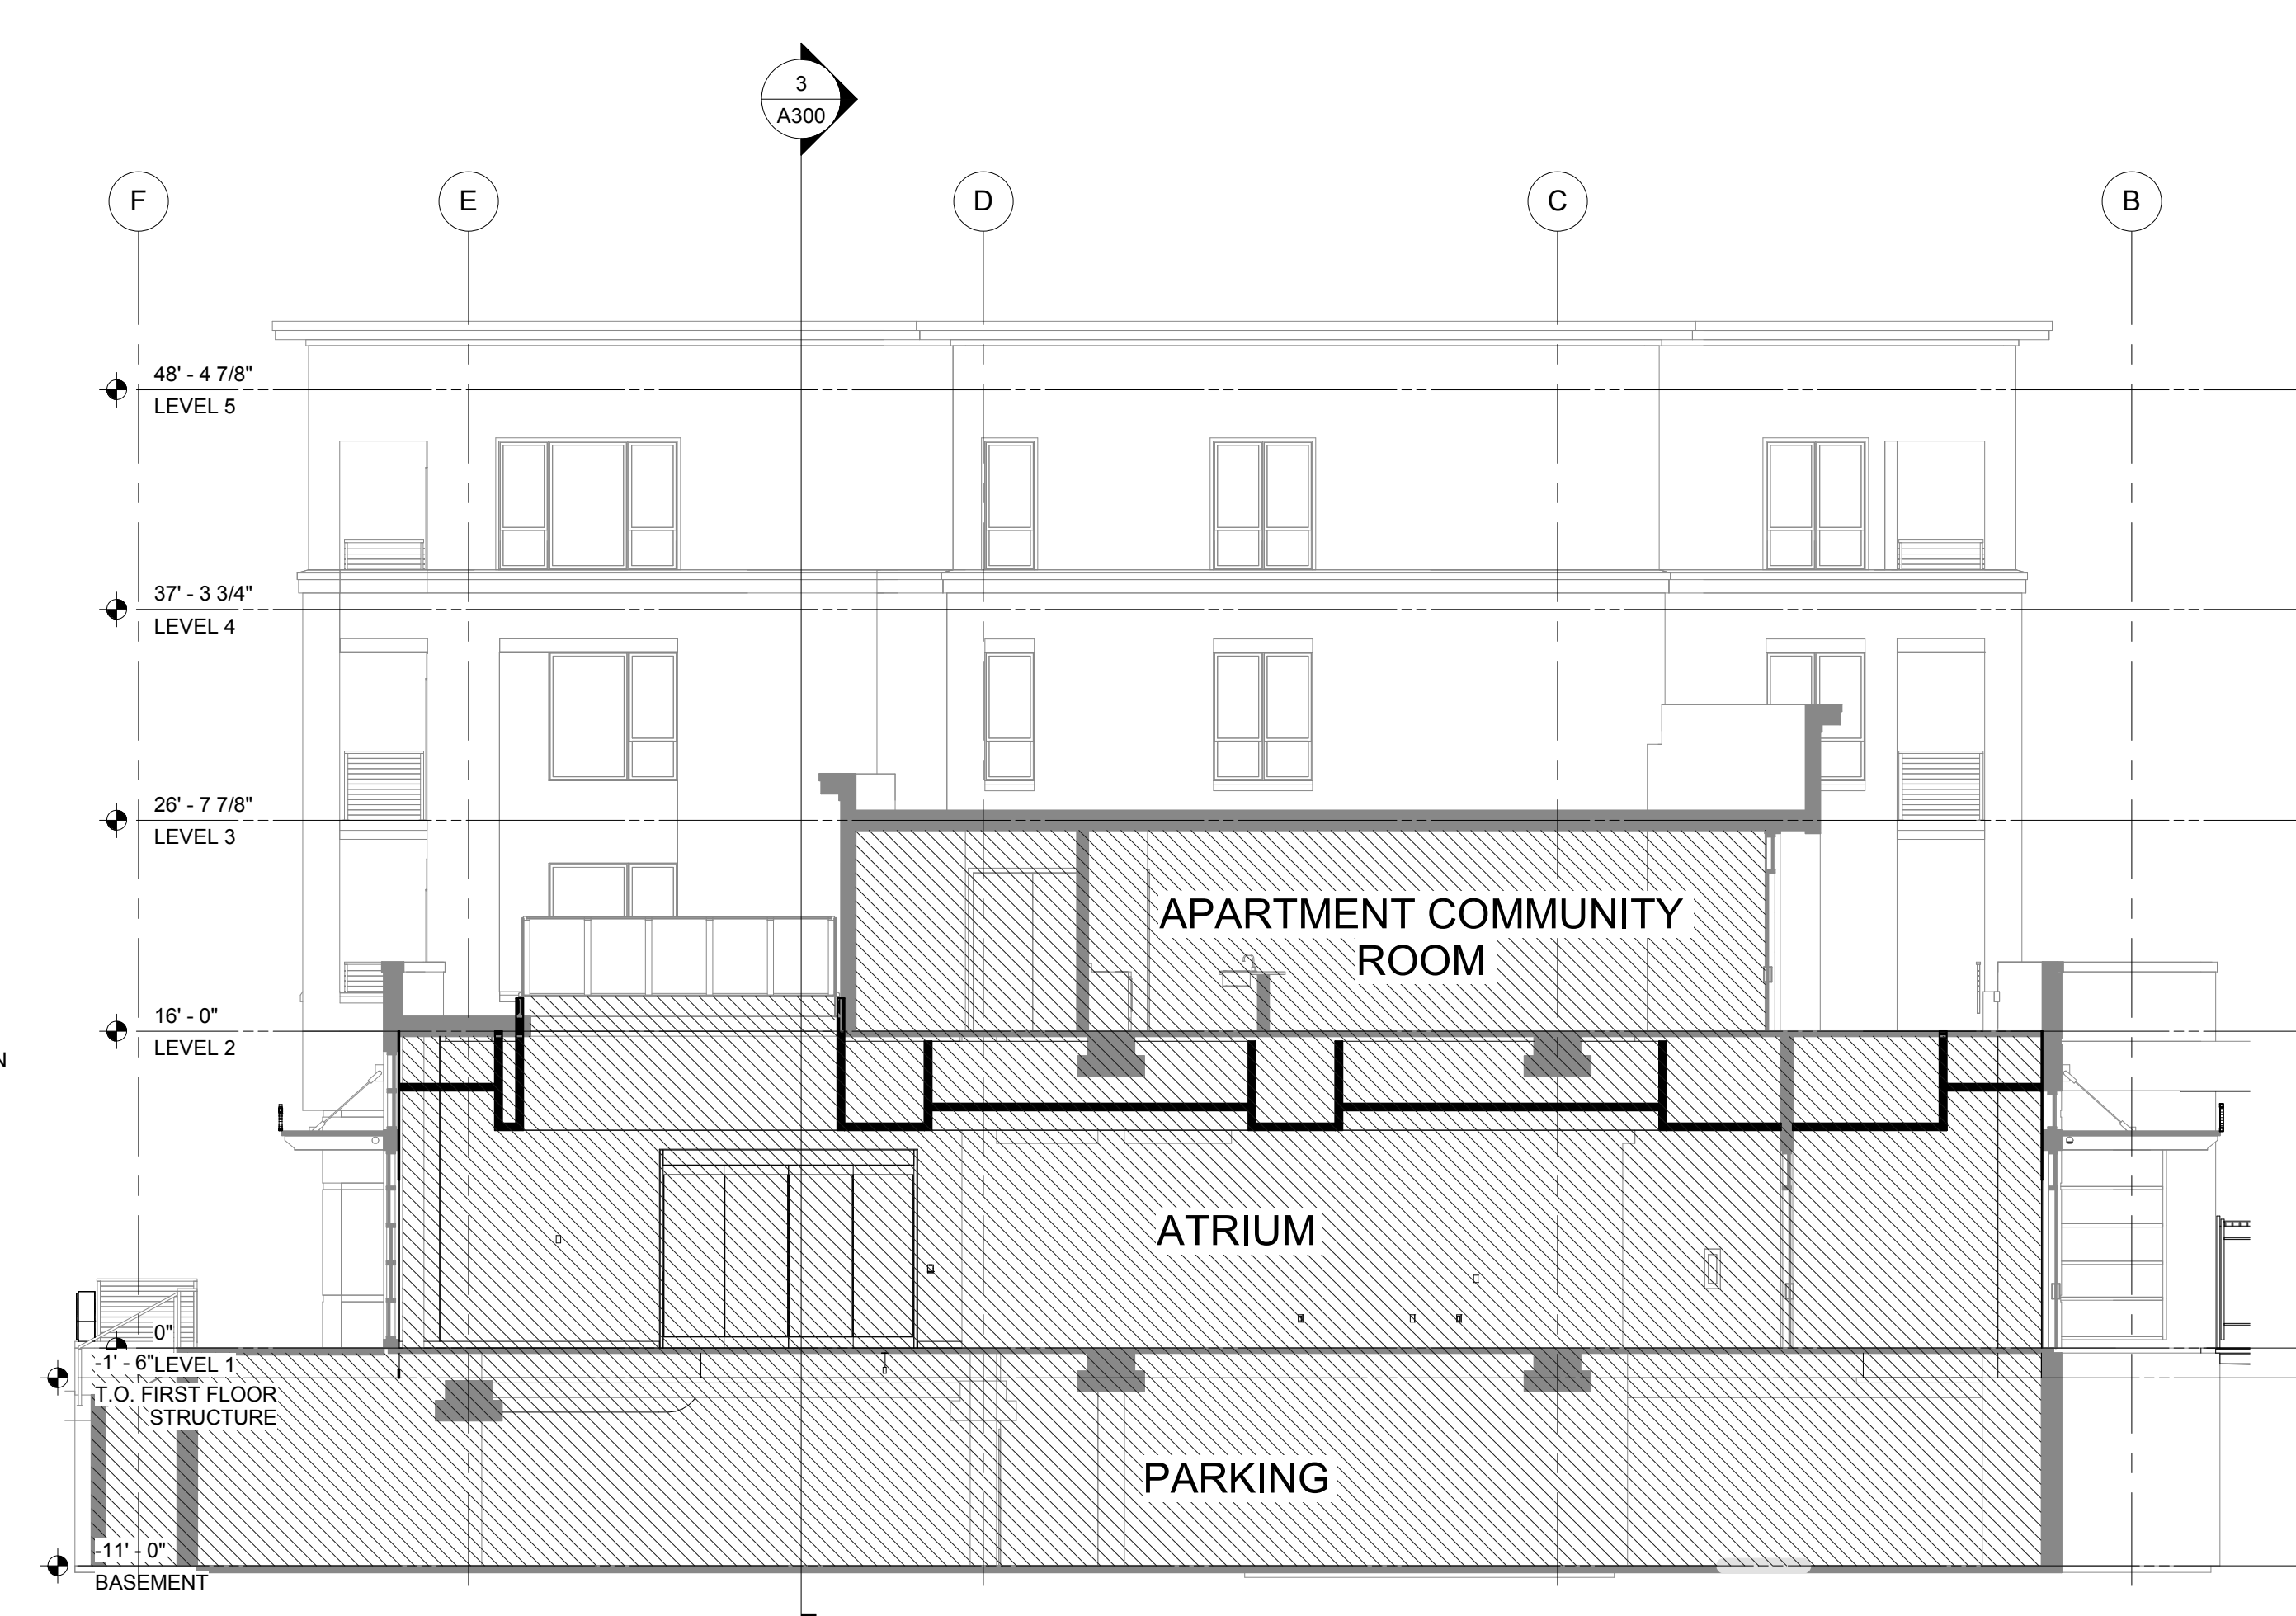 3
A300
F
E
D
C
B
48' - 4 7/8"
LEVEL 5
37' - 3 3/4"
LEVEL 4
26' - 7 7/8"
LEVEL 3
APARTMENT COMMUNITY
ROOM
16' - 0"
LEVEL 2
N
ATRIUM
0"
LEVEL 1
-1' - 6"
T.O. FIRST FLOOR
STRUCTURE
PARKING
-11' - 0"
BASEMENT